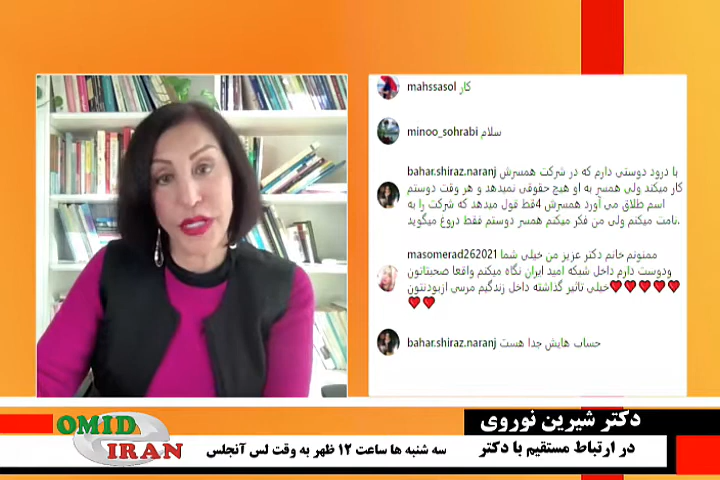 mahssasol کار
minoo_sohrabi سلام
bahar.shiraz.naranj با درود دوستی دارم که در شرکت همسرش
کار میکند ولی همسر به او هیچ حقوقی نمیدهد و هر وقت دوستم
اسم طلاق می آورد همسرش 4قط قول میدهد که شرکت را به
نامت میکنم ولی من فکر میکنم همسر دوستم فقط دروغ میگوید.
masomerad262021 ممنونم خانم دکتر عزیز من خیلی شما
ودوست دارم داخل شبکه امید ایران نگاه میکنم واقعا صحبتاتون
خیلی تاثیر گذاشته داخل زندگیم مرسی ازبودنتون❤❤❤❤❤
❤❤
bahar.shiraz.naranj حساب هایش جدا هست
دکتر شیرین نوروی
در ارتباط مستقیم با دکتر
سه شنبه ها ساعت ۱۲ ظهر به وقت لس آنجلس
OMID
IRAN